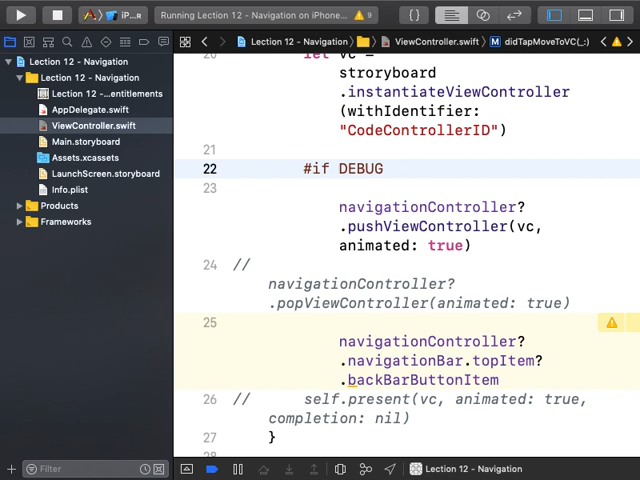 iP...R
Running Lection 12 - Navigation on iPhone...
9
Lection 12 - Navigation
ViewController.swift
M didTapMoveToVC(_:)
Lection 12 - Navigation
Lection 12 - Navigation
Lection 12 -...entitlements
AppDelegate.swift
ViewController.swift
Main.storyboard
Assets.xcassets
LaunchScreen.storyboard
Info.plist
Products
Frameworks
20 let vc =
stroryboard
.instantiateViewController
(withIdentifier:
"CodeControllerID")
21
22 #if DEBUG
23
navigationController?
.pushViewController(vc,
animated: true)
24 //
navigationController?
.popViewController(animated: true)
25
navigationController?
.navigationBar.topItem?
.backBarButtonItem
26 // self.present(vc, animated: true,
completion: nil)
27 }
Filter
Lection 12 - Navigation